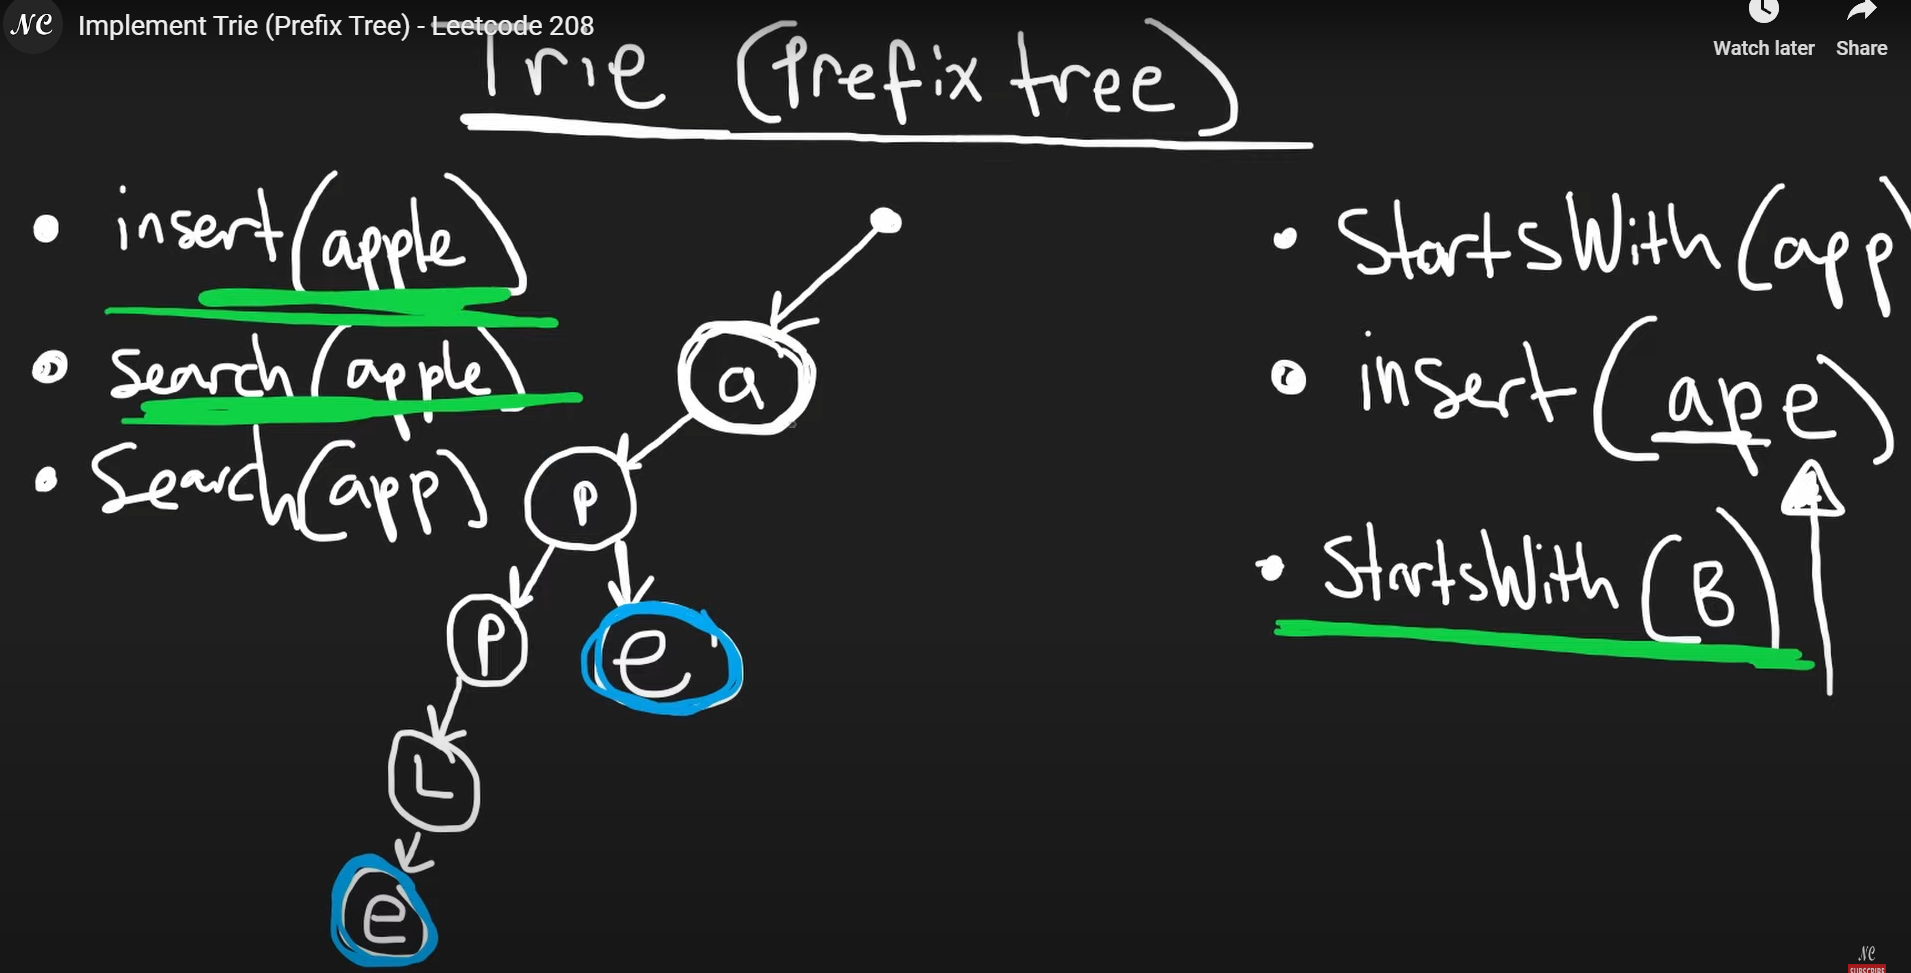 NC Implement Trie (Prefix Tree) - Leetcode 208
Watch later Share
Trie (Prefix tree)
• insert(apple)
• Search(apple)
• Search(app)
a
P
P
e
L
e
• StartsWith(app)
• insert(ape)
• StartsWith(B)
NC
SUBSCRIBE